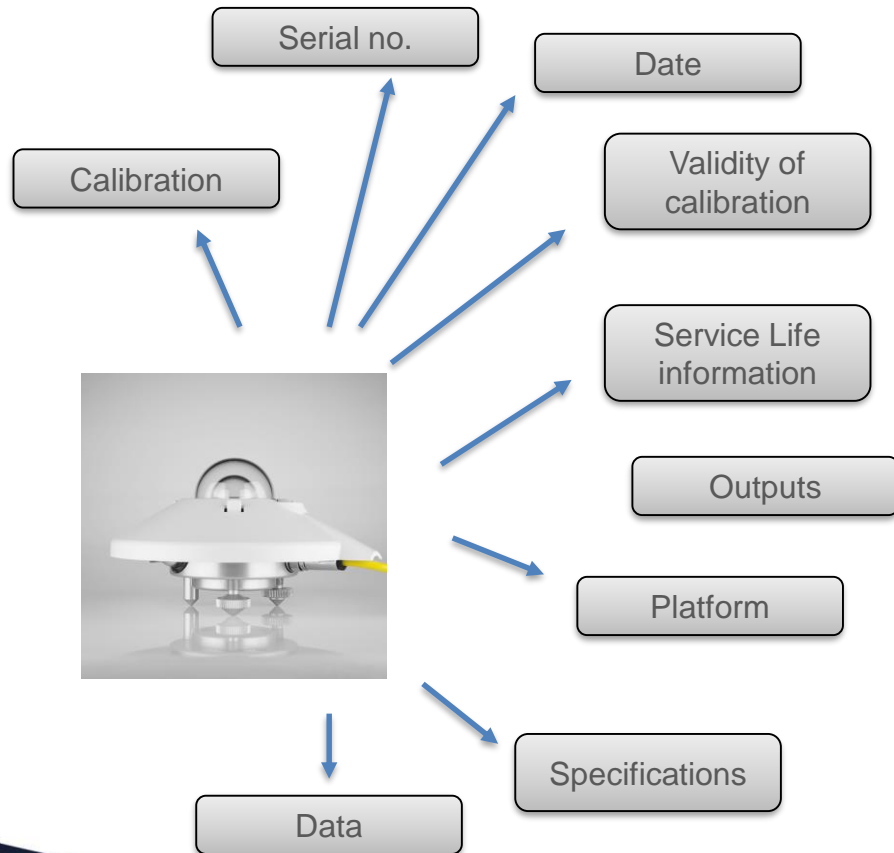 Serial no.
Date
Calibration
Validity of
calibration
Service Life
information
Outputs
Platform
Specifications
Data